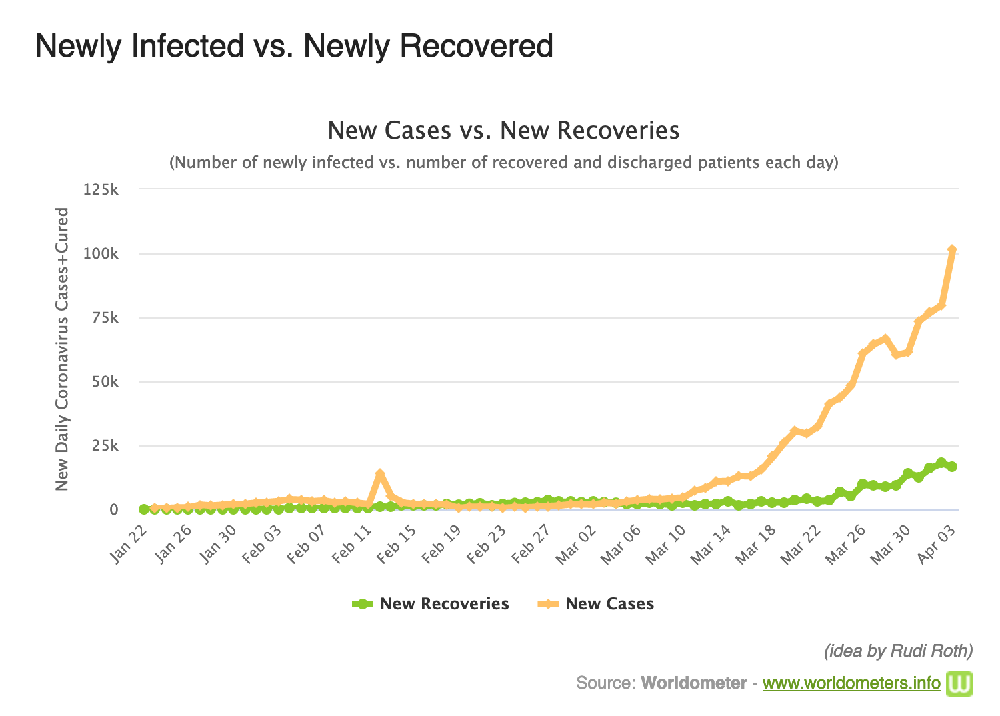 Newly Infected vs. Newly Recovered
New Cases vs. New Recoveries
(Number of newly infected vs. number of recovered and discharged patients each day)
New Daily Coronavirus Cases+Cured
125k
100k
75k
50k
25k
0
Jan 22
Jan 26
Jan 30
Feb 03
Feb 07
Feb 11
Feb 15
Feb 19
Feb 23
Feb 27
Mar 02
Mar 06
Mar 10
Mar 14
Mar 18
Mar 22
Mar 26
Mar 30
Apr 03
New Recoveries
New Cases
(idea by Rudi Roth)
Source: Worldometer - www.worldometers.info W